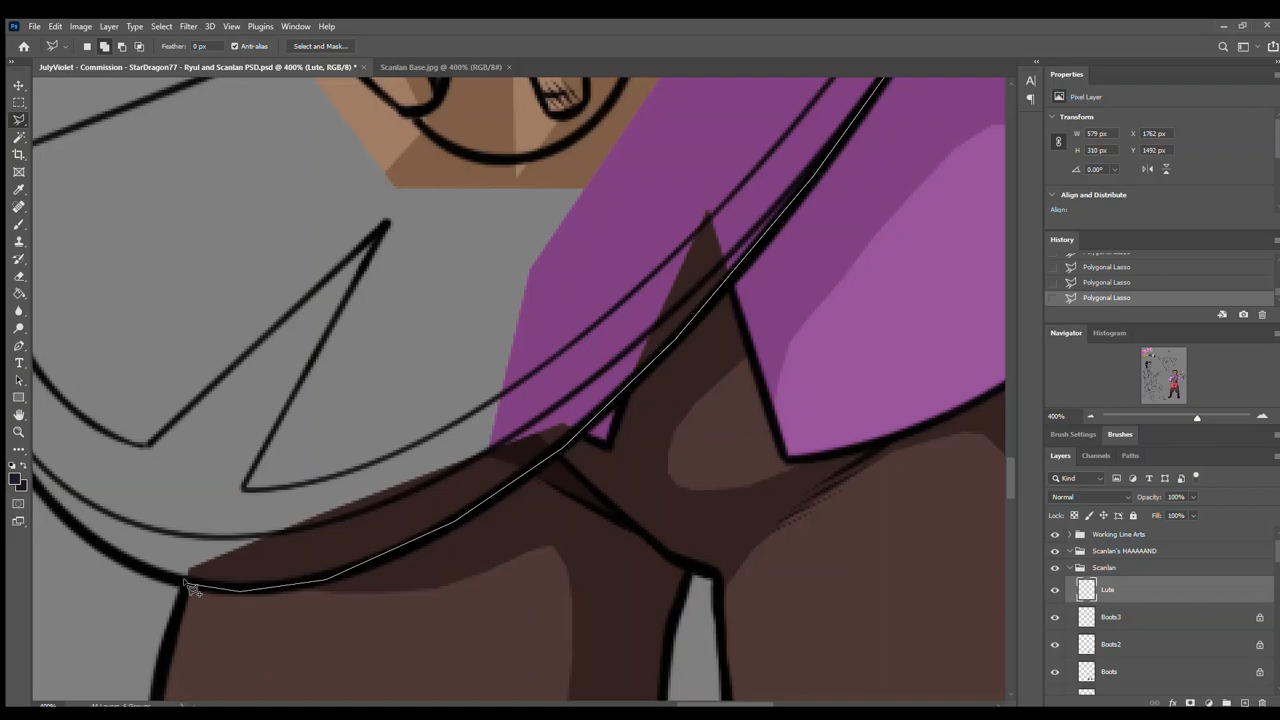 Ps File Edit Image Layer Type Select Filter 3D View Plugins Window Help
Feather: 0 px Anti-alias Select and Mask...
JulyViolet - Commission - StarDragon77 - Ryul and Scanlan PSD.psd @ 400% (Lute, RGB/8) * × Scanlan Base.jpg @ 400% (RGB/8#) ×
Properties
Pixel Layer
Transform
W 579 px X 1762 px
H 310 px Y 1492 px
0.00°
Align and Distribute
Align:
History
Polygonal Lasso
Polygonal Lasso
Polygonal Lasso
Navigator Histogram
400%
Brush Settings Brushes
Layers Channels Paths
Kind
Normal Opacity: 100%
Lock: Fill: 100%
Working Line Arts
Scanlan's HAAAAND
Scanlan
Lute
Boots3
Boots2
Boots